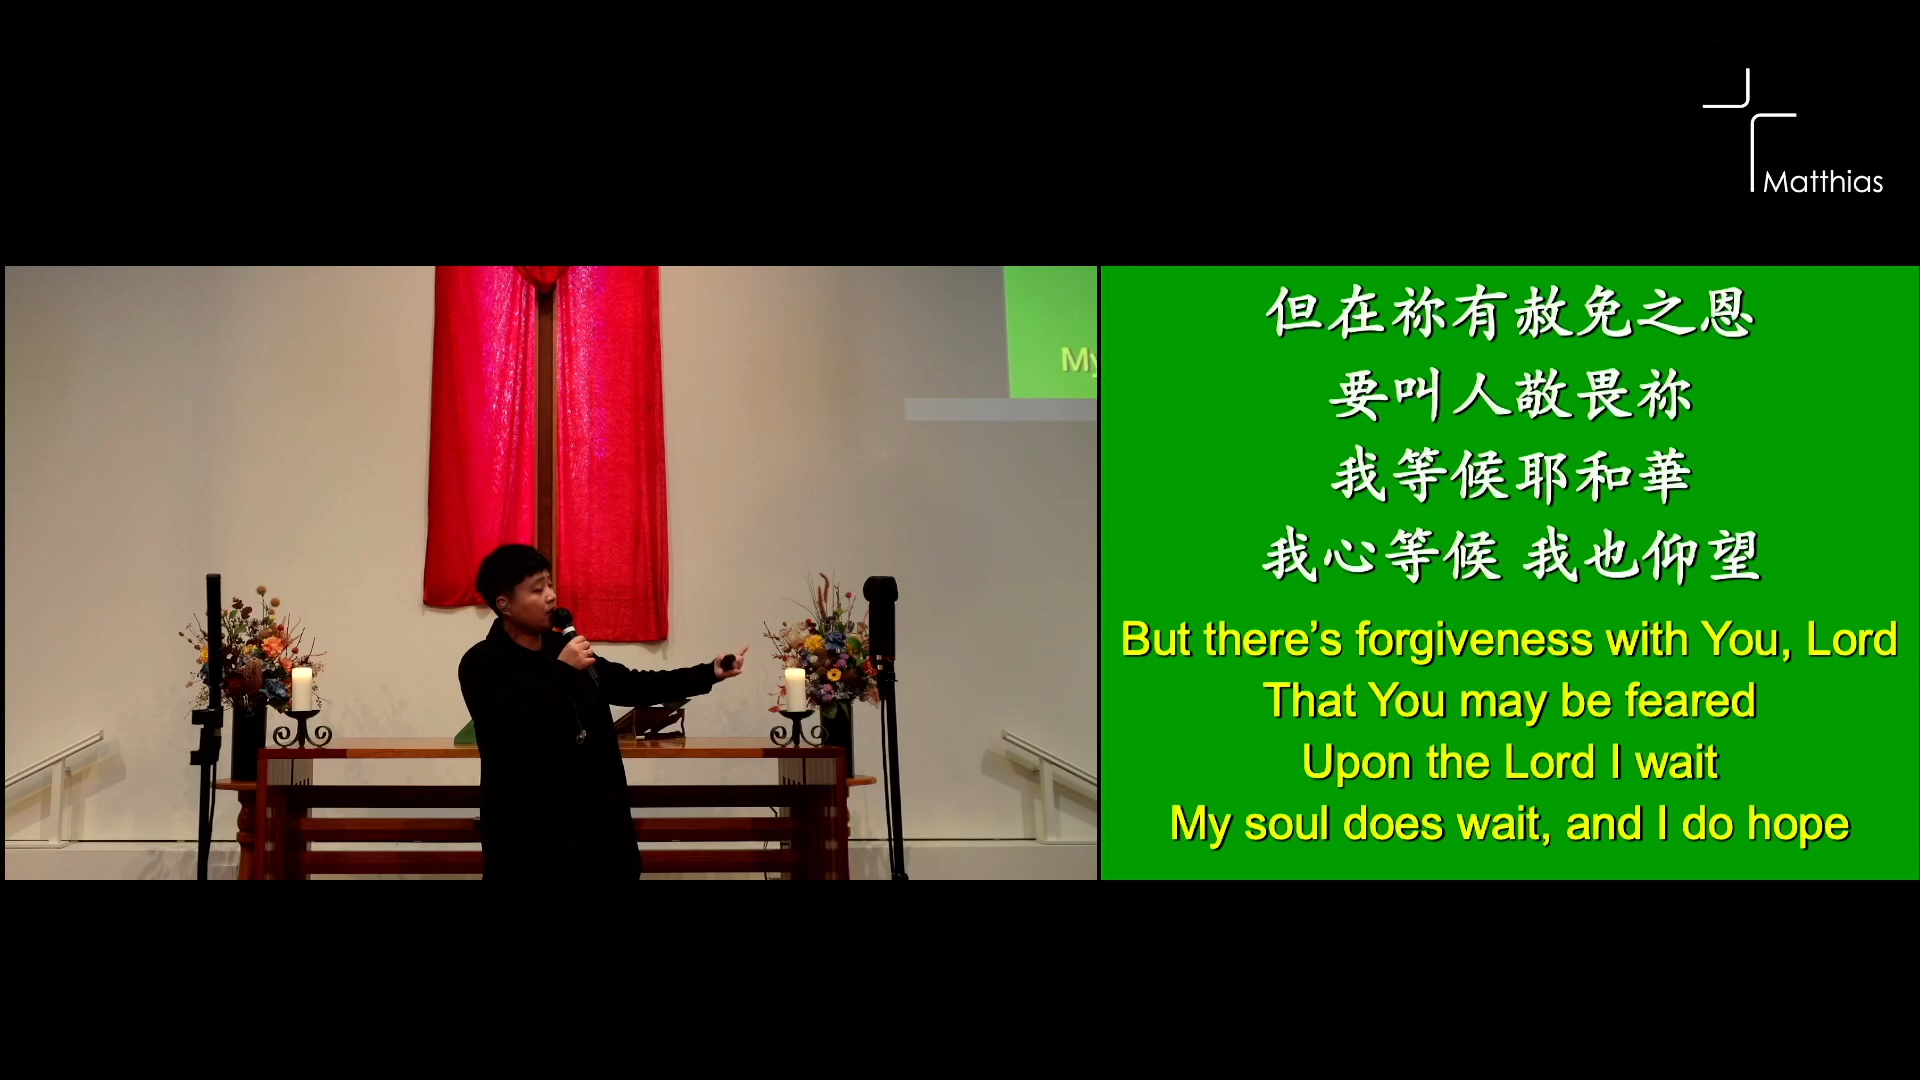 Matthias
My
但在祢有赦免之恩
要叫人敬畏祢
我等候耶和華
我心等候 我也仰望
But there’s forgiveness with You, Lord
That You may be feared
Upon the Lord I wait
My soul does wait, and I do hope